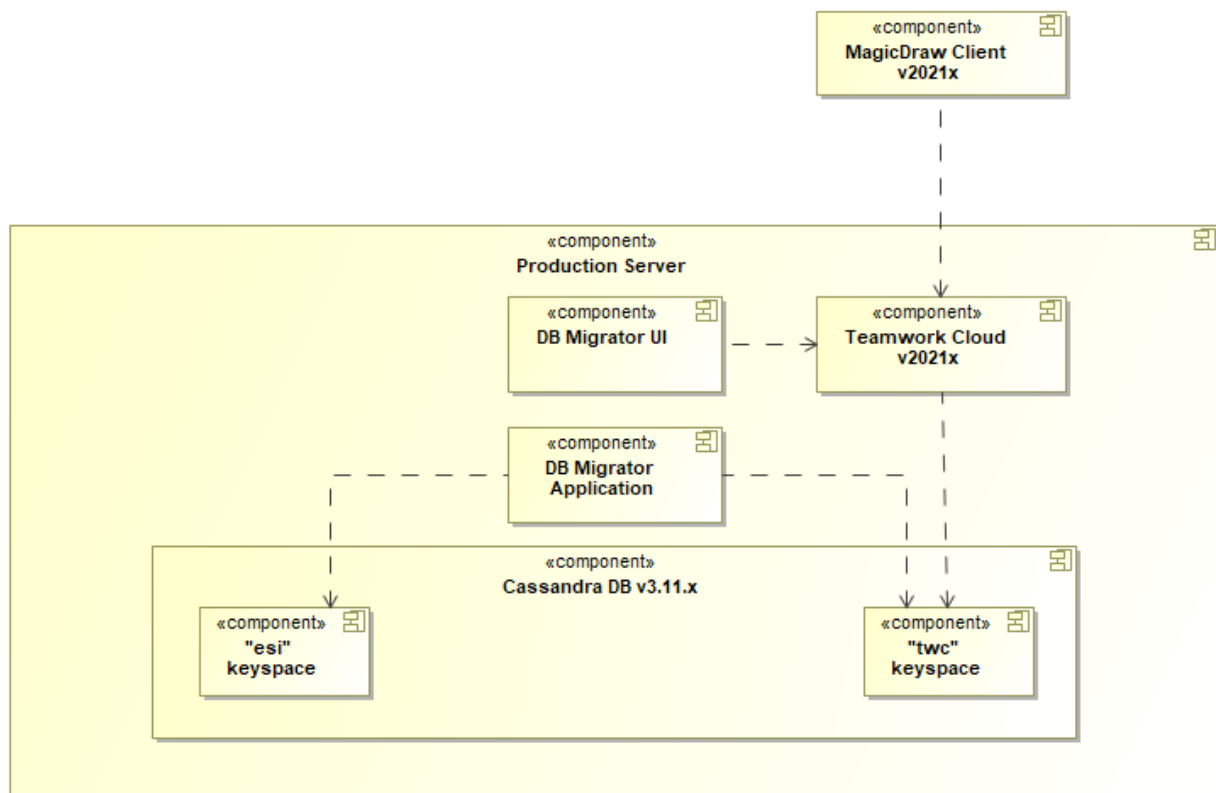 «component»
MagicDraw Client
v2021x
«component»
Production Server
«component»
DB Migrator UI
«component»
Teamwork Cloud
v2021x
«component»
DB Migrator
Application
«component»
Cassandra DB v3.11.x
«component»
"esi"
keyspace
«component»
"twc"
keyspace